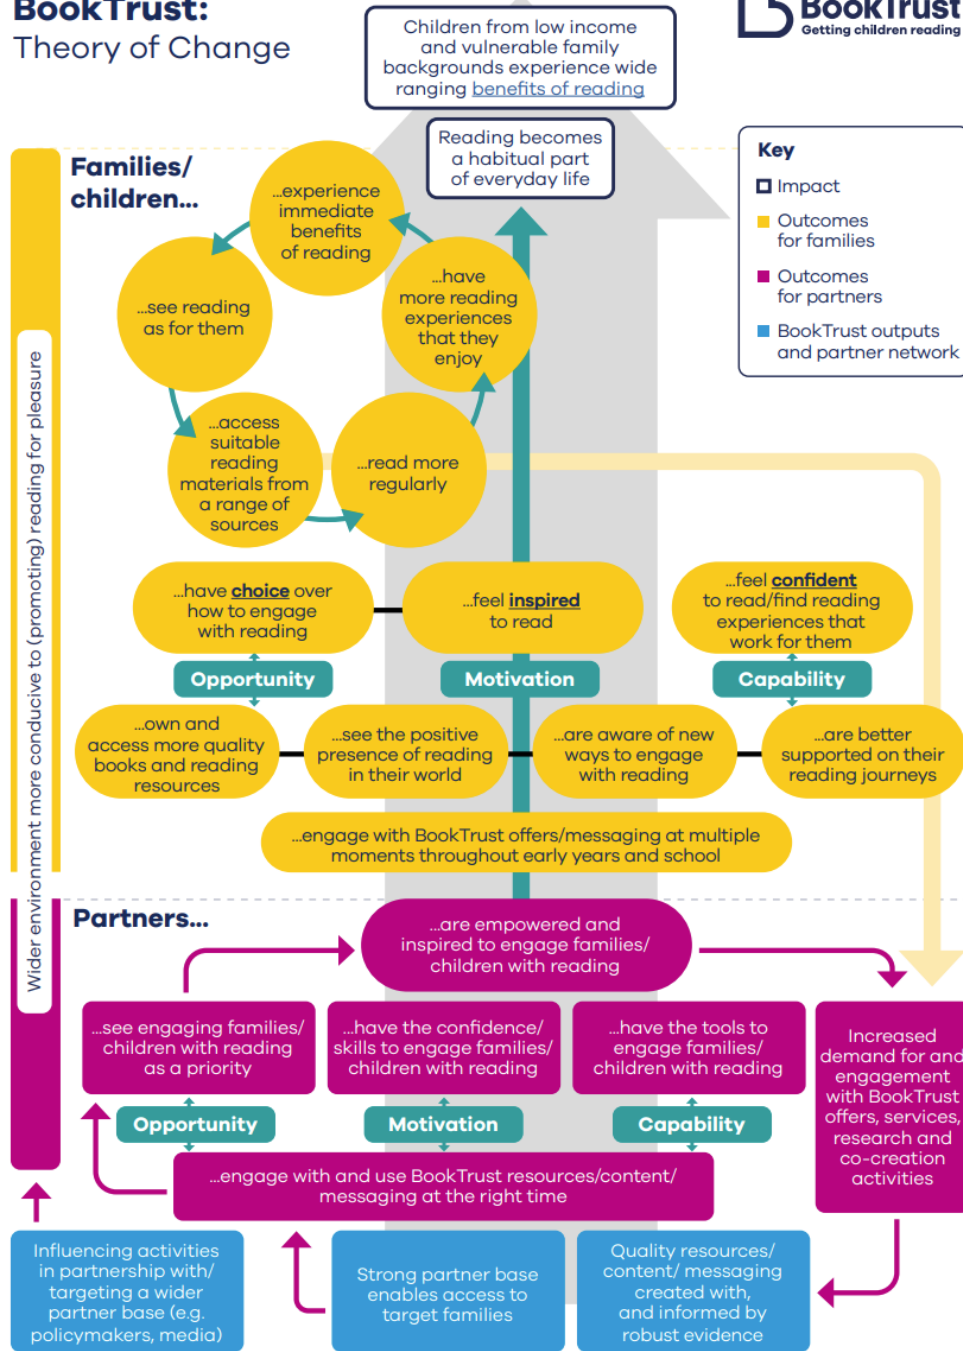 BookTrust:
Theory of Change
BookTrust
Getting children reading
Children from low income
and vulnerable family
backgrounds experience wide
ranging benefits of reading
Reading becomes
a habitual part
of everyday life
Key
Impact
Outcomes
for families
Outcomes
for partners
BookTrust outputs
and partner network
Families/
children...
...experience
immediate
benefits
of reading
...see reading
as for them
...have
more reading
experiences
that they
enjoy
...access
suitable
reading
materials from
a range of
sources
...read more
regularly
Wider environment more conducive to (promoting) reading for pleasure
...have choice over
how to engage
with reading
...feel inspired
to read
...feel confident
to read/find reading
experiences that
work for them
Opportunity
Motivation
Capability
...own and
access more quality
books and reading
resources
...see the positive
presence of reading
in their world
...are aware of new
ways to engage
with reading
...are better
supported on their
reading journeys
...engage with BookTrust offers/messaging at multiple
moments throughout early years and school
Partners...
...are empowered and
inspired to engage families/
children with reading
...see engaging families/
children with reading
as a priority
...have the confidence/
skills to engage families/
children with reading
...have the tools to
engage families/
children with reading
Increased
demand for and
engagement
with BookTrust
offers, services,
research and
co-creation
activities
Opportunity
Motivation
Capability
...engage with and use BookTrust resources/content/
messaging at the right time
Influencing activities
in partnership with/
targeting a wider
partner base (e.g.
policymakers, media)
Strong partner base
enables access to
target families
Quality resources/
content/ messaging
created with,
and informed by
robust evidence